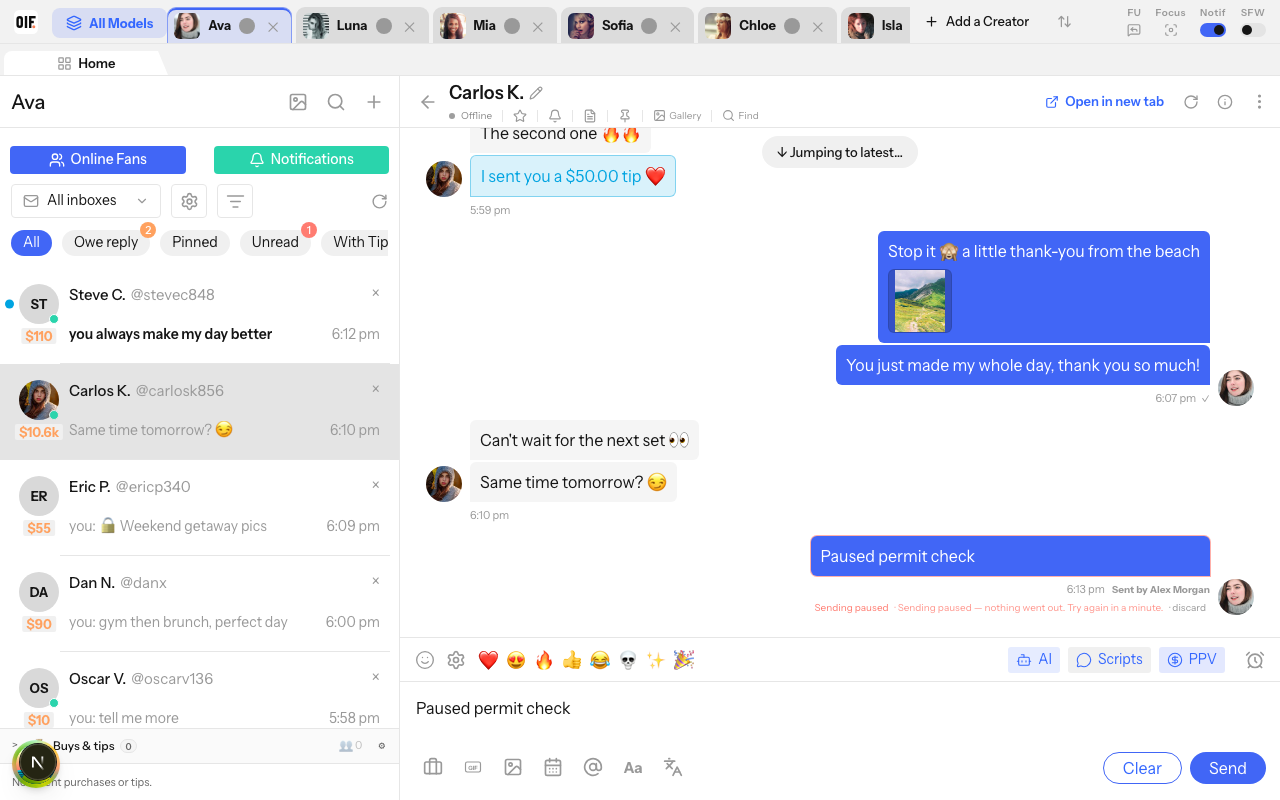 OIF
All Models
Ava
Luna
Mia
Sofia
Chloe
Isla
Add a Creator
FU
Focus
Notif
SFW
Home
Ava
Online Fans
Notifications
All inboxes
All
Owe reply
2
Pinned
Unread
1
With Tip
ST
Steve C. @stevec848
$110
you always make my day better
6:12 pm
Carlos K. @carlosk856
$10.6k
Same time tomorrow? 😏
6:10 pm
ER
Eric P. @ericp340
$55
you: 🔒 Weekend getaway pics
6:09 pm
DA
Dan N. @danx
$90
you: gym then brunch, perfect day
6:00 pm
OS
Oscar V. @oscarv136
$10
you: tell me more
5:58 pm
Buys & tips 0
👥 0
N
purchases or tips.
Carlos K.
Offline
Gallery
Find
Open in new tab
The second one 🔥🔥
↓ Jumping to latest...
I sent you a $50.00 tip ❤️
5:59 pm
Stop it 🙈 a little thank-you from the beach
You just made my whole day, thank you so much!
6:07 pm ✓
Can't wait for the next set 👀
Same time tomorrow? 😏
6:10 pm
Paused permit check
6:13 pm Sent by Alex Morgan
Sending paused · Sending paused — nothing went out. Try again in a minute. · discard
❤️ 😍 🔥 👍 😂 💀 ✨ 🎉
AI
Scripts
PPV
Paused permit check
GIF
Aa
Clear
Send